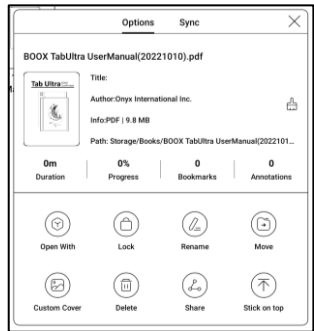 Options Sync
BOOX TabUltra UserManual(20221010).pdf
Tab Ultra
Title:
Author:Onyx International Inc.
Info:PDF | 9.8 MB
Path: Storage/Books/BOOX TabUltra UserManual(2022101...
0m 0% 0 0
Duration Progress Bookmarks Annotations
Open With Lock Rename Move
Custom Cover Delete Share Stick on top